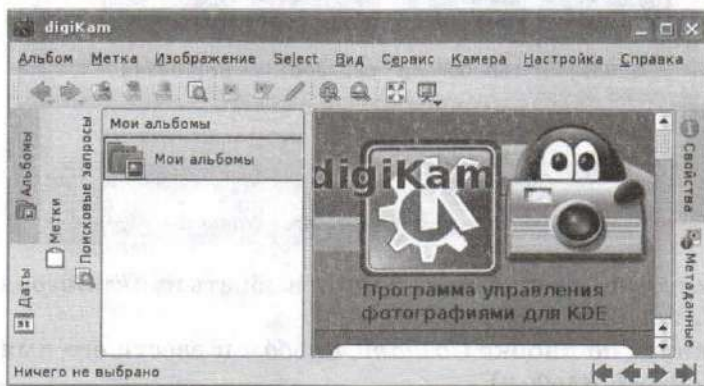 digiKam
Альбом Метка Изображение Select Вид Сервис Камера Настройка Справка
Мои альбомы
Мои альбомы
Альбомы
Даты
Метки
Поисковые запросы
digiKam
Программа управления
фотографиями для KDE
Свойства
Метаданные
Ничего не выбрано